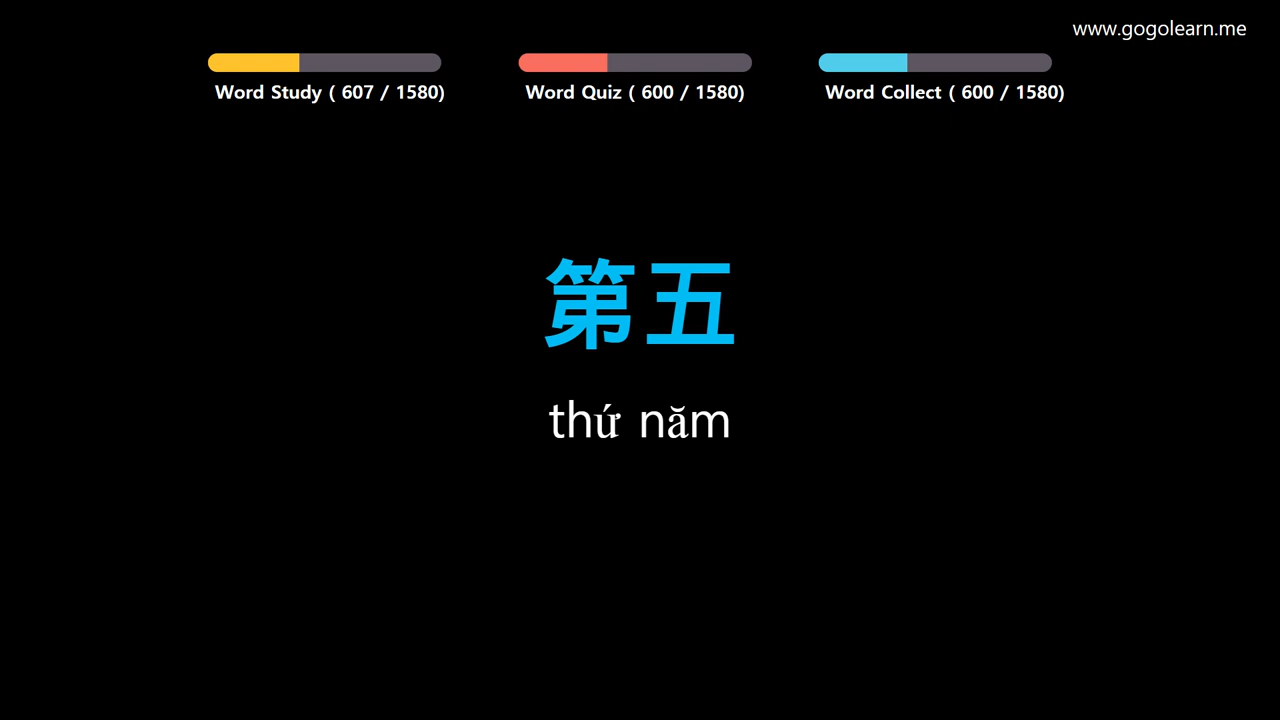 www.gogolearn.me
Word Study ( 607 / 1580)
Word Quiz ( 600 / 1580)
Word Collect ( 600 / 1580)
第五
thứ năm